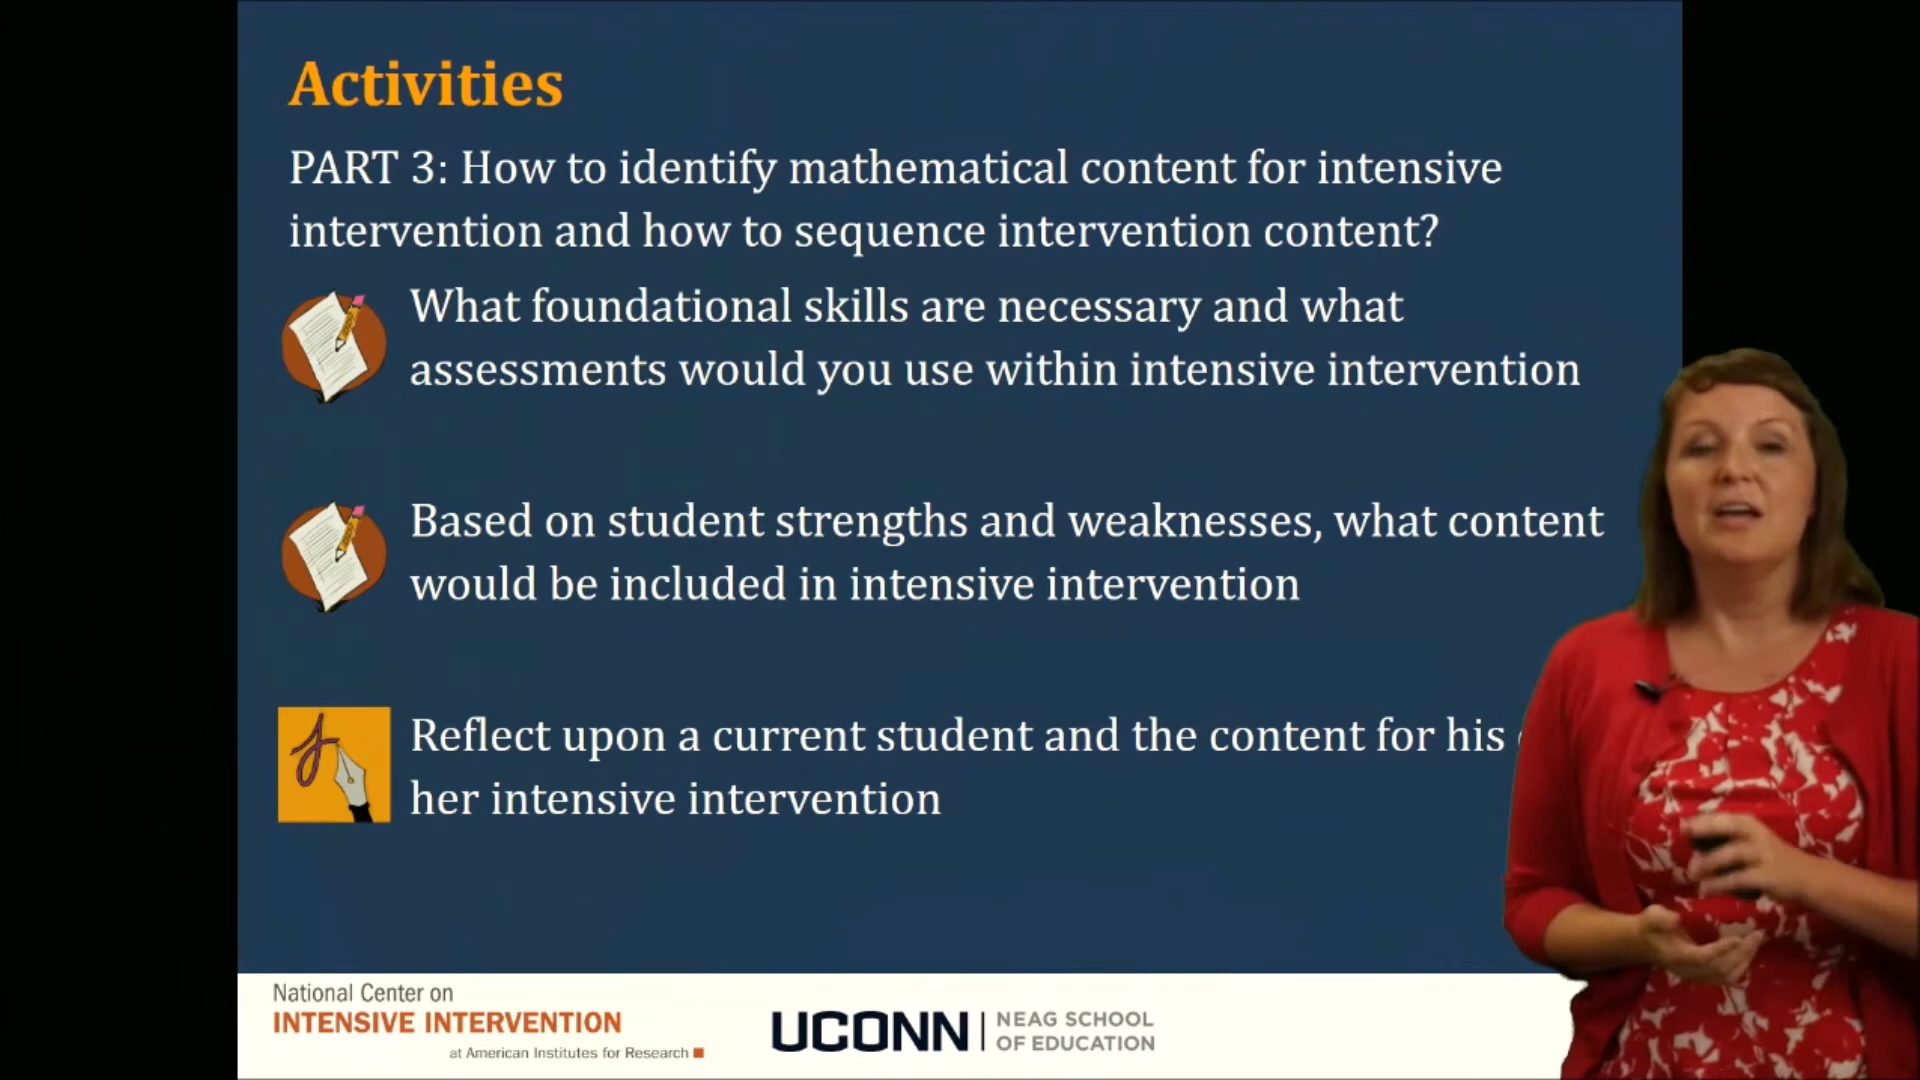 Activities
PART 3: How to identify mathematical content for intensive
intervention and how to sequence intervention content?
What foundational skills are necessary and what
assessments would you use within intensive intervention
Based on student strengths and weaknesses, what content
would be included in intensive intervention
Reflect upon a current student and the content for his
her intensive intervention
National Center on
INTENSIVE INTERVENTION
at American Institutes for Research
UCONN
NEAG SCHOOL
OF EDUCATION